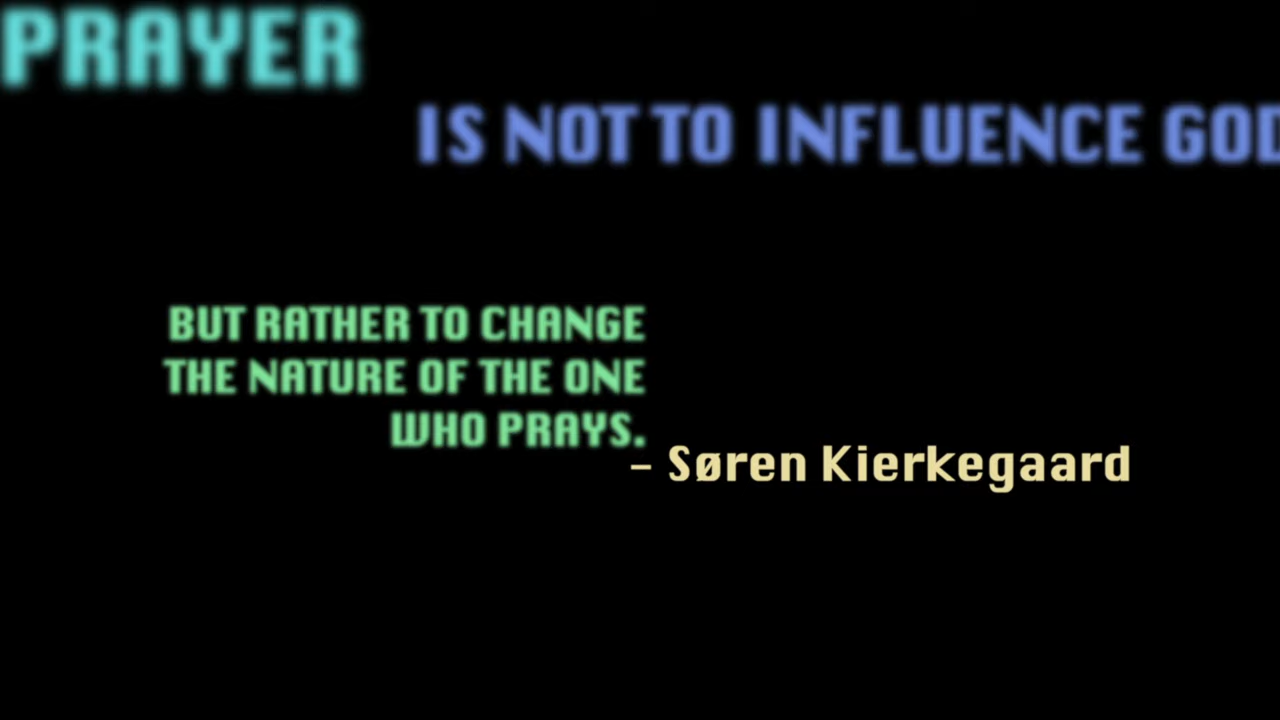 PRAYER
IS NOT TO INFLUENCE GOD
BUT RATHER TO CHANGE
THE NATURE OF THE ONE
WHO PRAYS.
– Søren Kierkegaard